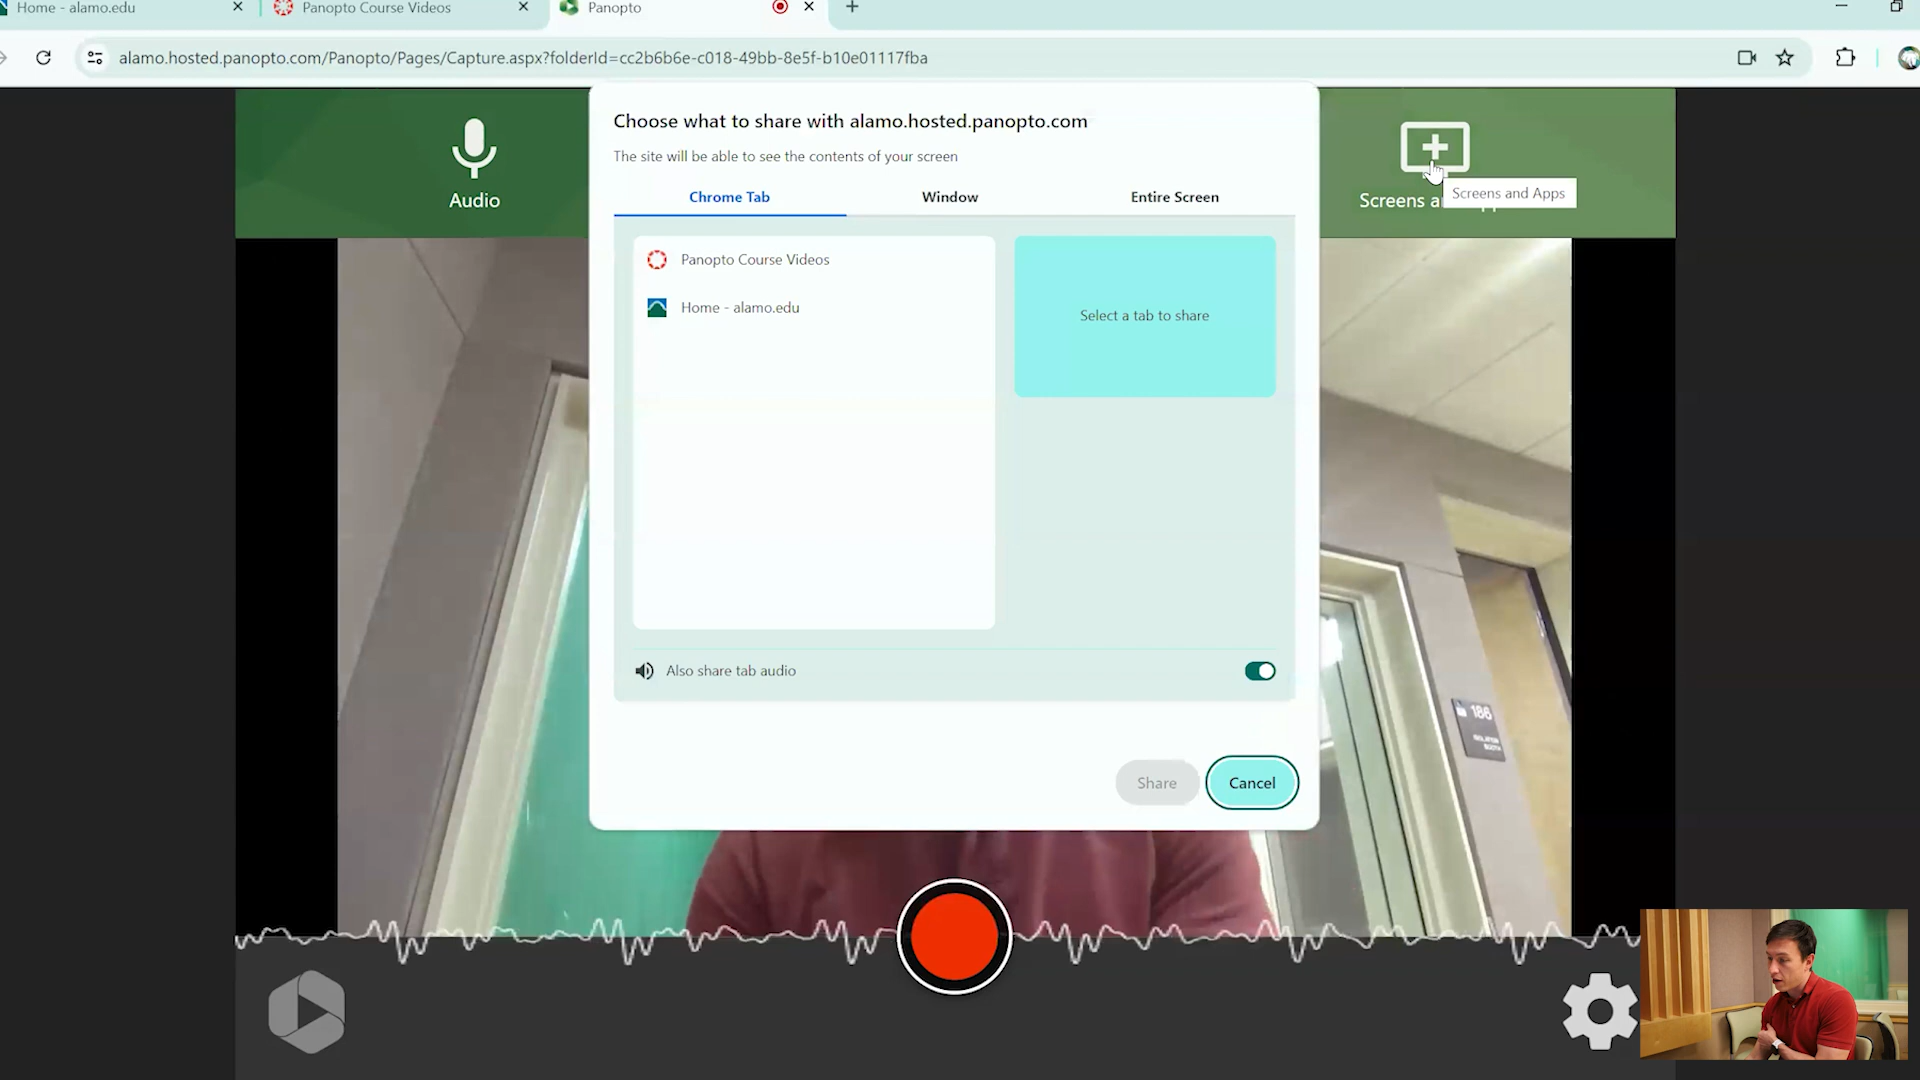 Home - alamo.edu
Panopto Course Videos
Panopto
alamo.hosted.panopto.com/Panopto/Pages/Capture.aspx?folderId=cc2b6b6e-c018-49bb-8e5f-b10e01117fba
Choose what to share with alamo.hosted.panopto.com
The site will be able to see the contents of your screen
Chrome Tab
Window
Entire Screen
Audio
Screens a
Screens and Apps
Panopto Course Videos
Home - alamo.edu
Select a tab to share
Also share tab audio
186
ISOLATION
BOOTH
Share
Cancel